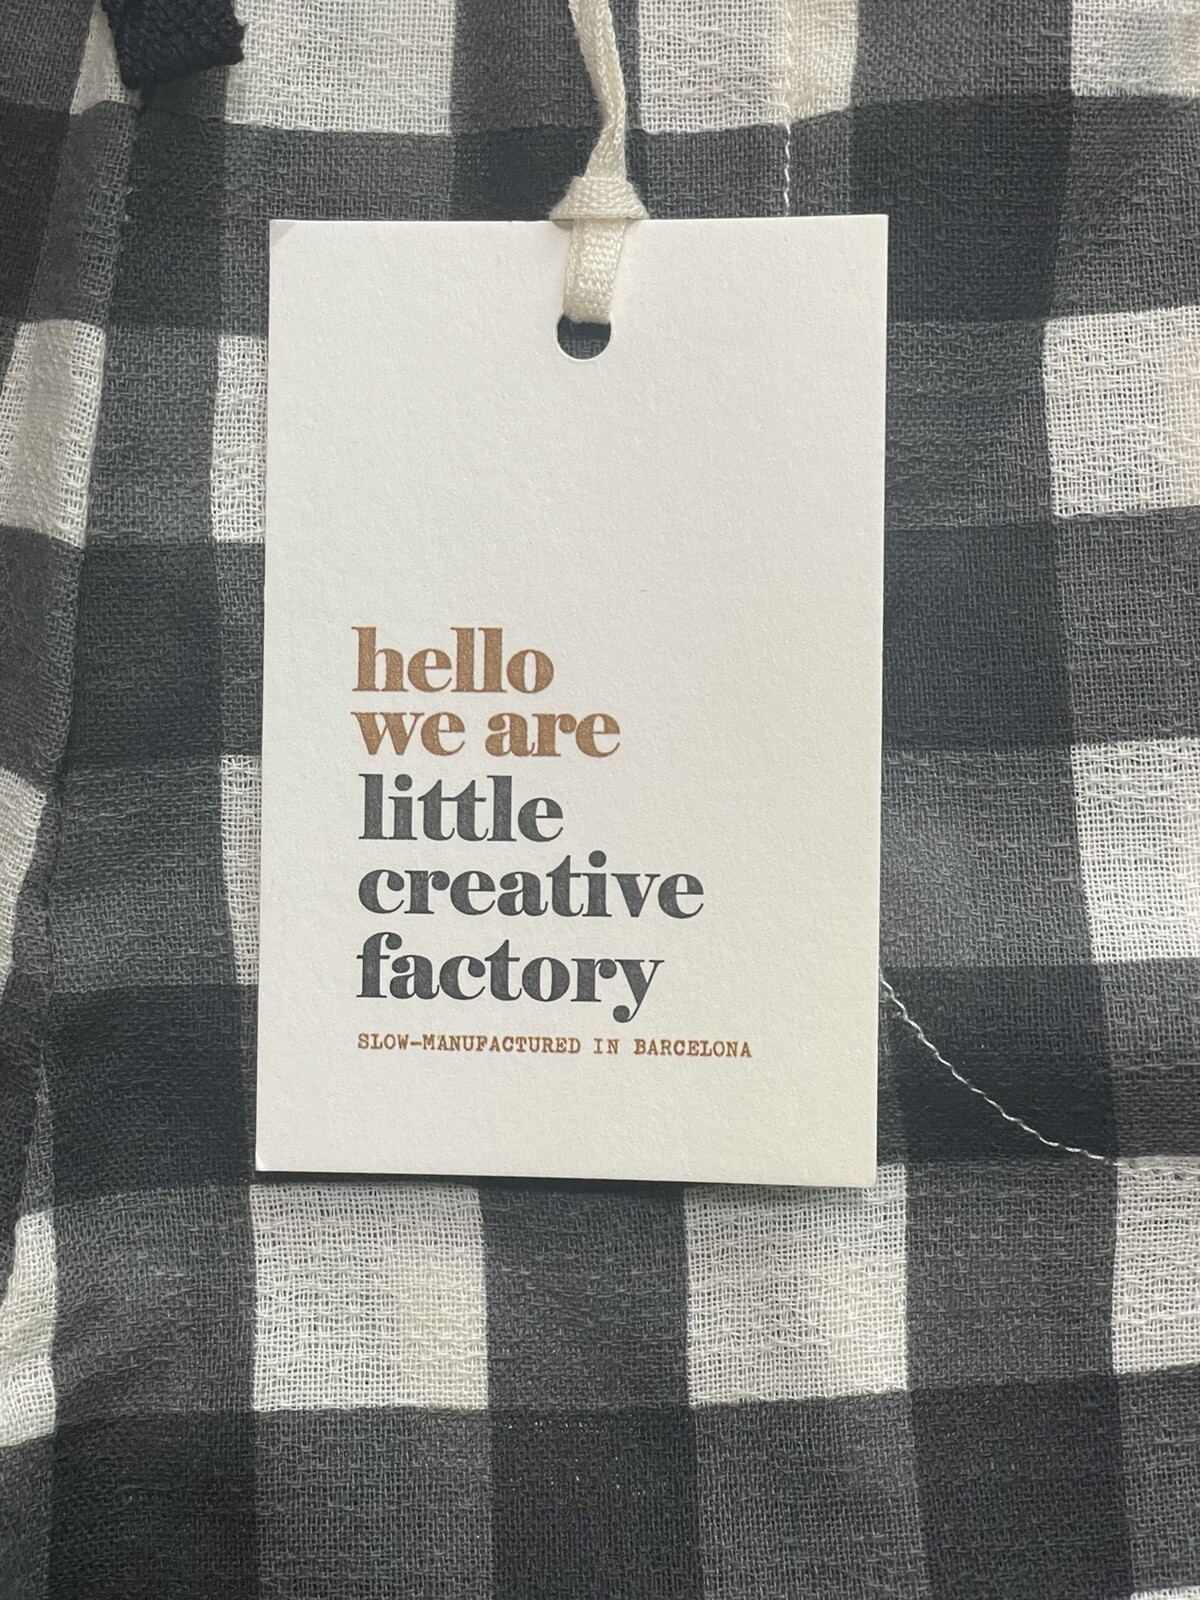 hello
we are
little
creative
factory
SLOW-MANUFACTURED IN BARCELONA